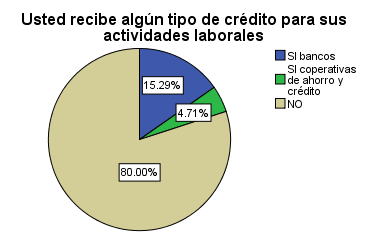 Usted recibe algún tipo de crédito para sus
actividades laborales
SI bancos
SI coperativas
de ahorro y
crédito
NO
15.29%
4.71%
80.00%